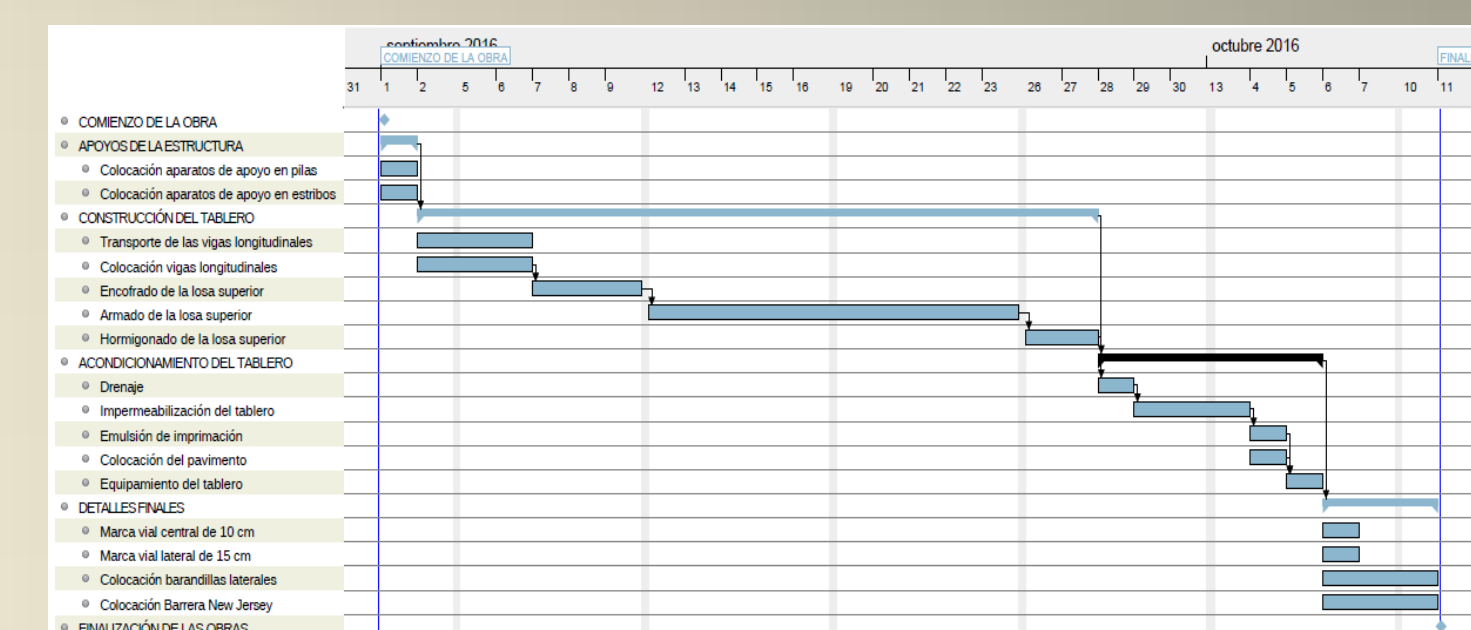 septiembre 2016
octubre 2016
COMIENZO DE LA OBRA
FINAL
31 1 2 5 6 7 8 9 12 13 14 15 16 19 20 21 22 23 26 27 28 29 30 13 4 5 6 7 10 11
COMIENZO DE LA OBRA
APOYOS DE LA ESTRUCTURA
Colocación aparatos de apoyo en pilas
Colocación aparatos de apoyo en estribos
CONSTRUCCIÓN DEL TABLERO
Transporte de las vigas longitudinales
Colocación vigas longitudinales
Encofrado de la losa superior
Armado de la losa superior
Hormigonado de la losa superior
ACONDICIONAMIENTO DEL TABLERO
Drenaje
Impermeabilización del tablero
Emulsión de imprimación
Colocación del pavimento
Equipamiento del tablero
DETALLES FINALES
Marca vial central de 10 cm
Marca vial lateral de 15 cm
Colocación barandillas laterales
Colocación Barrera New Jersey
FINALIZACIÓN DE LAS OBRAS